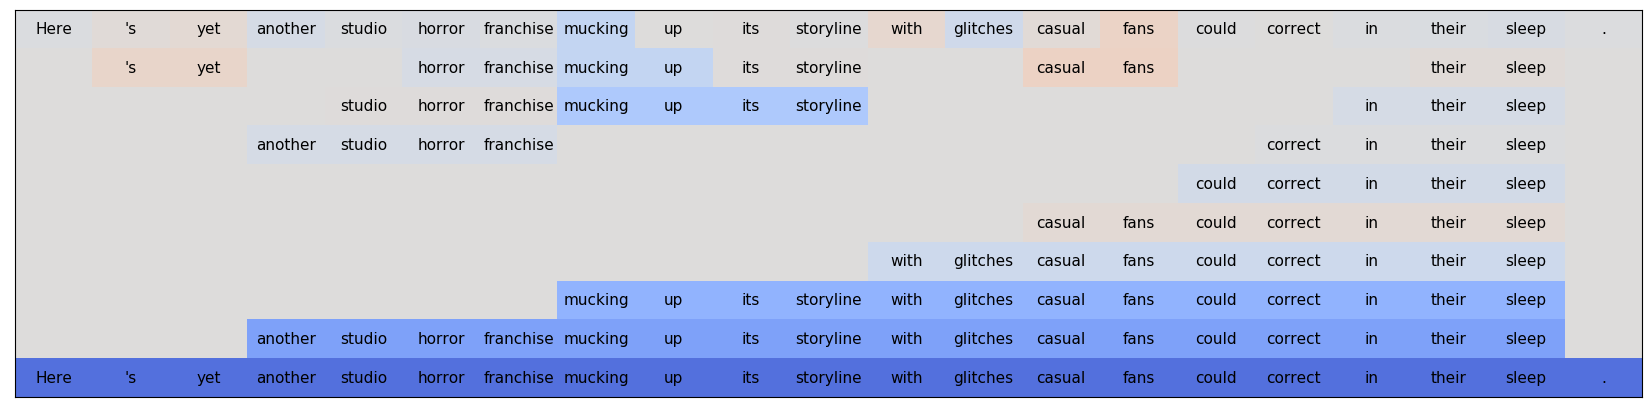 Here 's yet another studio horror franchise mucking up its storyline with glitches casual fans could correct in their sleep .
's yet horror franchise mucking up its storyline casual fans their sleep
studio horror franchise mucking up its storyline in their sleep
another studio horror franchise correct in their sleep
could correct in their sleep
casual fans could correct in their sleep
with glitches casual fans could correct in their sleep
mucking up its storyline with glitches casual fans could correct in their sleep
another studio horror franchise mucking up its storyline with glitches casual fans could correct in their sleep
Here 's yet another studio horror franchise mucking up its storyline with glitches casual fans could correct in their sleep .